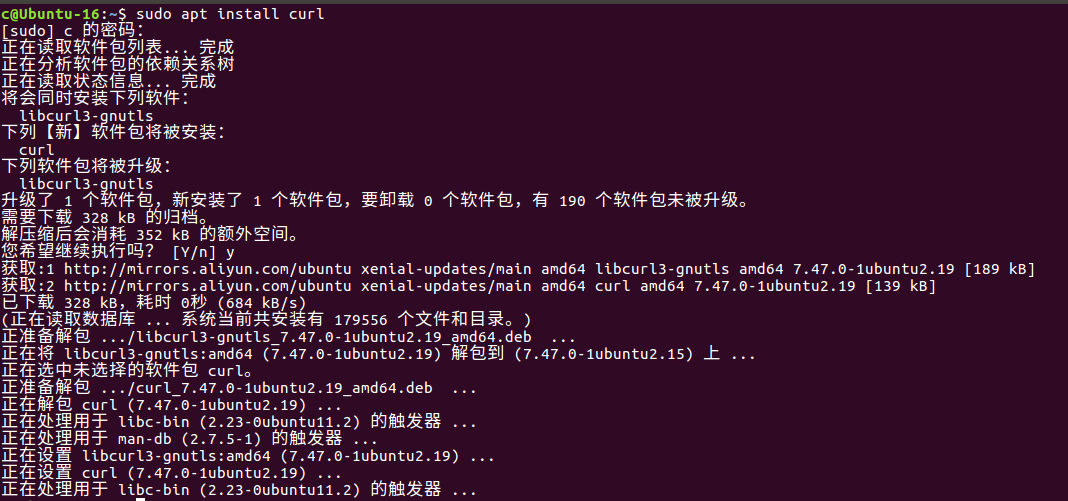 c@Ubuntu-16:~$ sudo apt install curl
[sudo] c 的密码：
正在读取软件包列表... 完成
正在分析软件包的依赖关系树
正在读取状态信息... 完成
将会同时安装下列软件：
  libcurl3-gnutls
下列【新】软件包将被安装：
  curl
下列软件包将被升级：
  libcurl3-gnutls
升级了 1 个软件包，新安装了 1 个软件包，要卸载 0 个软件包，有 190 个软件包未被升级。
需要下载 328 kB 的归档。
解压缩后会消耗 352 kB 的额外空间。
您希望继续执行吗？ [Y/n] y
获取:1 http://mirrors.aliyun.com/ubuntu xenial-updates/main amd64 libcurl3-gnutls amd64 7.47.0-1ubuntu2.19 [189 kB]
获取:2 http://mirrors.aliyun.com/ubuntu xenial-updates/main amd64 curl amd64 7.47.0-1ubuntu2.19 [139 kB]
已下载 328 kB，耗时 0秒 (684 kB/s)
(正在读取数据库 ... 系统当前共安装有 179556 个文件和目录。)
正准备解包 .../libcurl3-gnutls_7.47.0-1ubuntu2.19_amd64.deb  ...
正在将 libcurl3-gnutls:amd64 (7.47.0-1ubuntu2.19) 解包到 (7.47.0-1ubuntu2.15) 上 ...
正在选中未选择的软件包 curl。
正准备解包 .../curl_7.47.0-1ubuntu2.19_amd64.deb  ...
正在解包 curl (7.47.0-1ubuntu2.19) ...
正在处理用于 libc-bin (2.23-0ubuntu11.2) 的触发器 ...
正在处理用于 man-db (2.7.5-1) 的触发器 ...
正在设置 libcurl3-gnutls:amd64 (7.47.0-1ubuntu2.19) ...
正在设置 curl (7.47.0-1ubuntu2.19) ...
正在处理用于 libc-bin (2.23-0ubuntu11.2) 的触发器 ...